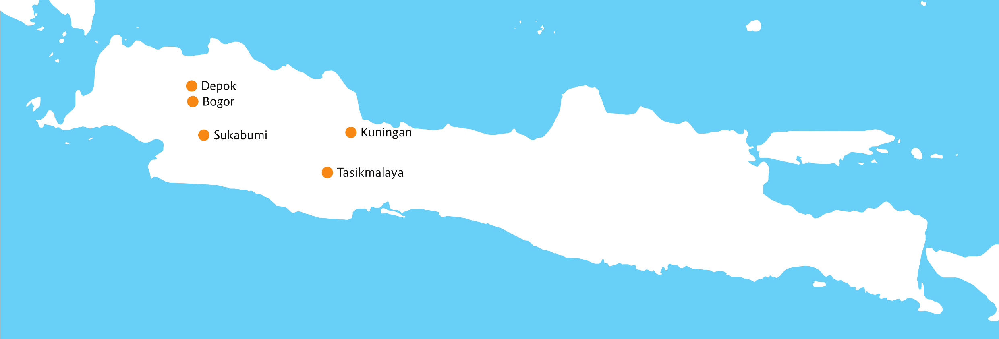 Depok
Bogor
Sukabumi
Kuningan
Tasikmalaya